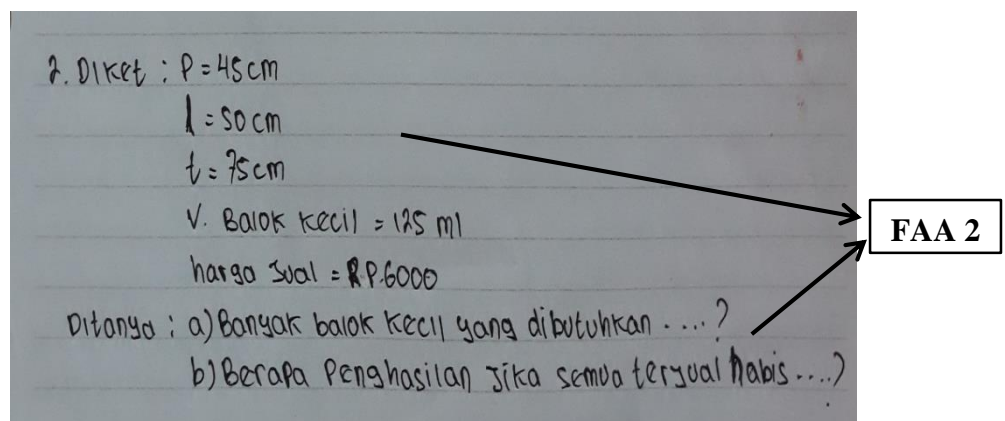 2. Diket : P = 45 cm
l = 50 cm
t = 75 cm
V. Balok kecil = 125 ml
harga Jual = RP.6000
Ditanya : a) Banyak balok kecil yang dibutuhkan ....?
b) Berapa Penghasilan Jika semua terjual habis ....?
FAA 2